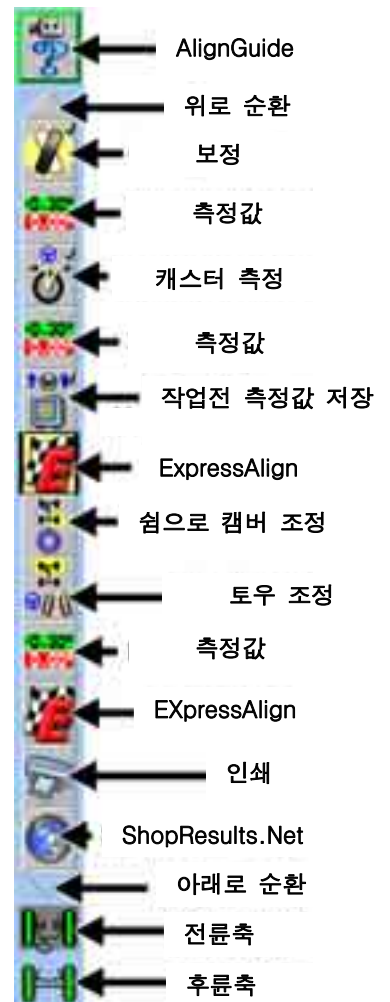 AlignGuide
위로 순환
보정
측정값
캐스터 측정
측정값
작업전 측정값 저장
ExpressAlign
쉼으로 캠버 조정
토우 조정
측정값
EXpressAlign
인쇄
ShopResults.Net
아래로 순환
전륜축
후륜축